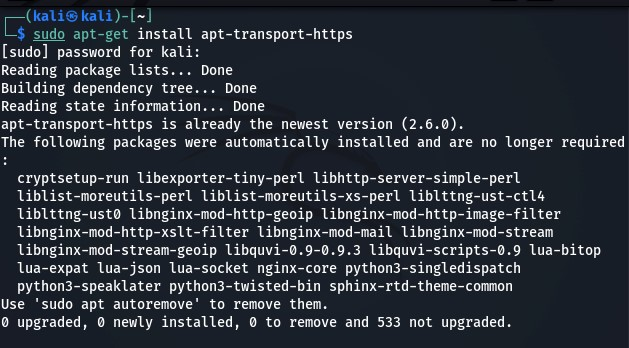 ┌──(kali㉿kali)-[~]
└─$ sudo apt-get install apt-transport-https
[sudo] password for kali:
Reading package lists... Done
Building dependency tree... Done
Reading state information... Done
apt-transport-https is already the newest version (2.6.0).
The following packages were automatically installed and are no longer required
:
  cryptsetup-run libexporter-tiny-perl libhttp-server-simple-perl
  liblist-moreutils-perl liblist-moreutils-xs-perl liblttng-ust-ctl4
  liblttng-ust0 libnginx-mod-http-geoip libnginx-mod-http-image-filter
  libnginx-mod-http-xslt-filter libnginx-mod-mail libnginx-mod-stream
  libnginx-mod-stream-geoip libquvi-0.9-0.9.3 libquvi-scripts-0.9 lua-bitop
  lua-expat lua-json lua-socket nginx-core python3-singledispatch
  python3-speaklater python3-twisted-bin sphinx-rtd-theme-common
Use 'sudo apt autoremove' to remove them.
0 upgraded, 0 newly installed, 0 to remove and 533 not upgraded.